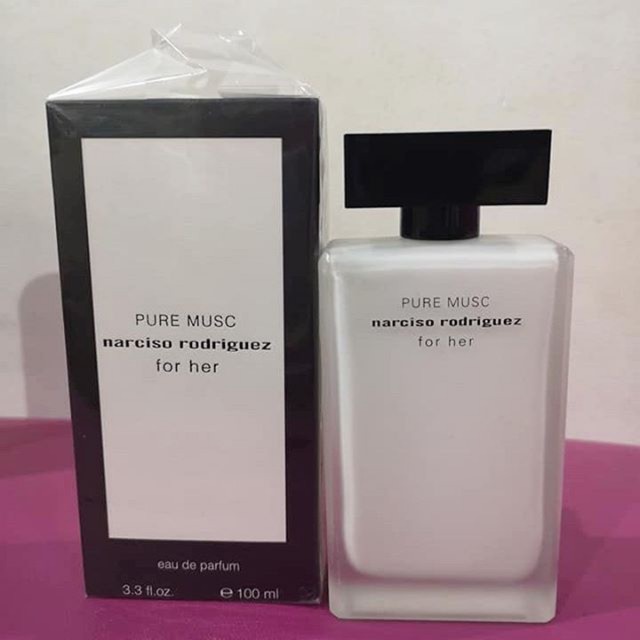 PURE MUSC
narciso rodriguez
for her
eau de parfum
3.3 fl.oz. ℮ 100 ml
PURE MUSC
narciso rodriguez
for her